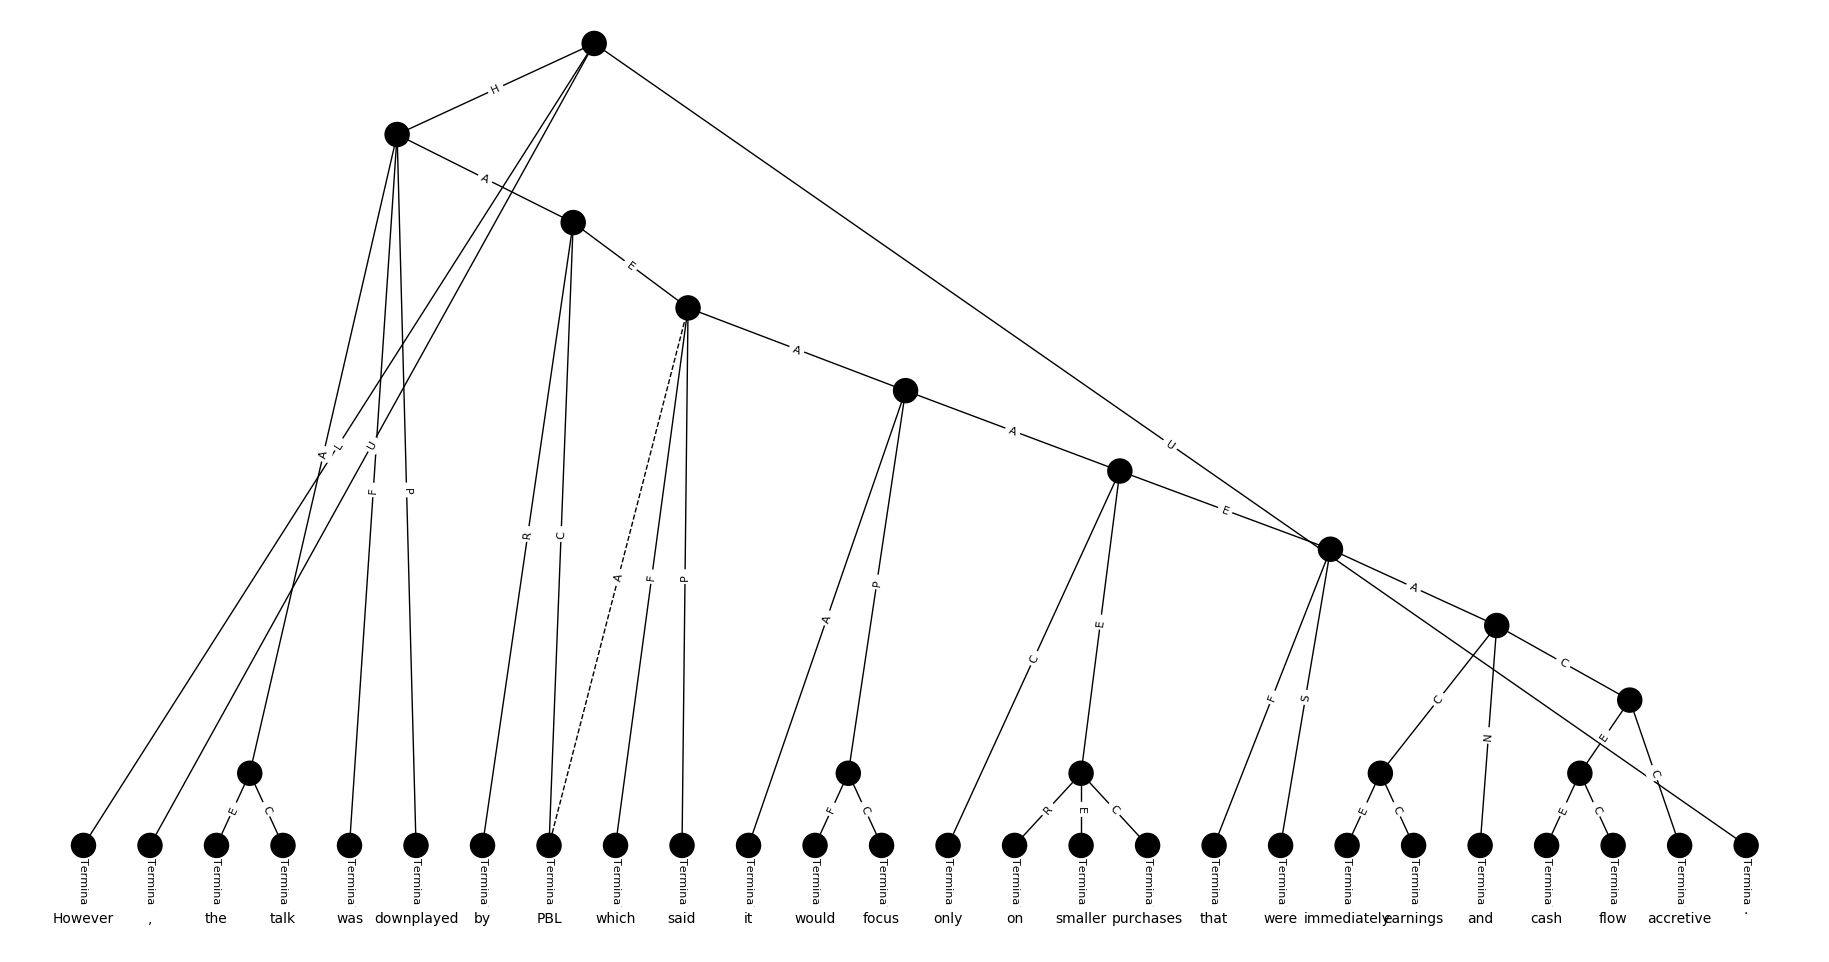 H
A
E
A
A
U
E
A
C
A L U F P R C A F P A P C E F S C N E C
E C F C R E C E C E C
Termina Termina Termina Termina Termina Termina Termina Termina Termina Termina Termina Termina Termina Termina Termina Termina Termina Termina Termina Termina Termina Termina Termina Termina Termina Termina
However , the talk was downplayed by PBL which said it would focus only on smaller purchases that were immediately earnings and cash flow accretive .